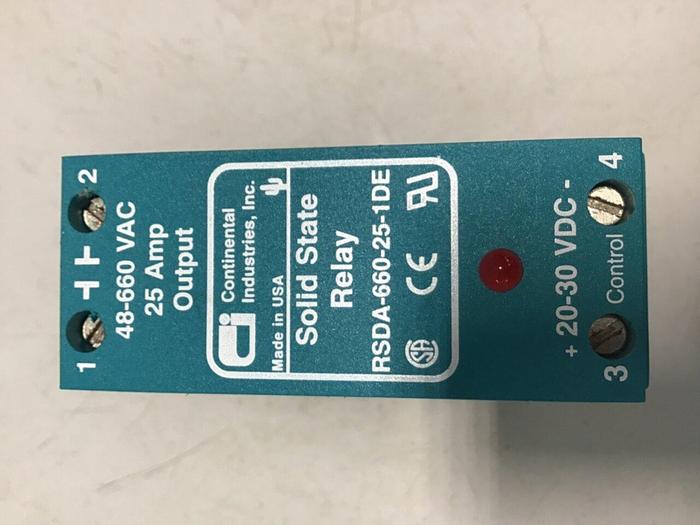 1 2
48-660 VAC
25 Amp
Output
Continental
Industries, Inc.
Made in USA
Solid State
Relay
RSDA-660-25-1DE
CE
+ 20-30 VDC -
3 Control 4